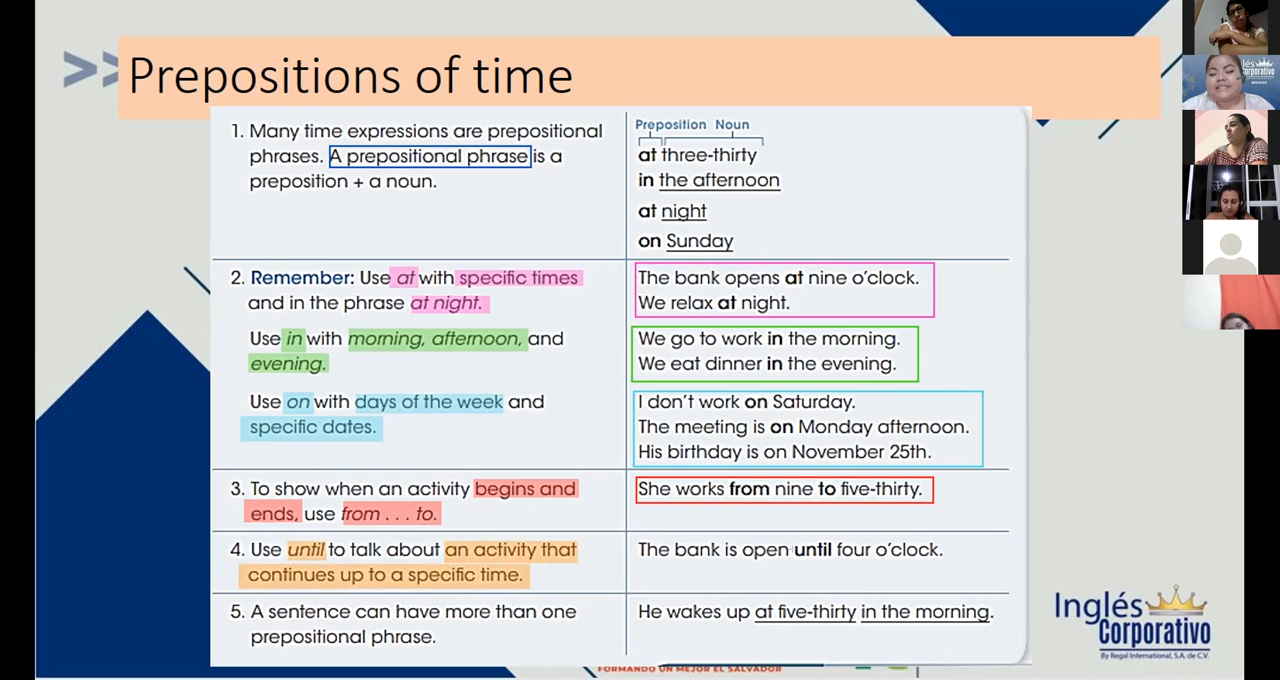 >> Prepositions of time
1. Many time expressions are prepositional
phrases. A prepositional phrase is a
preposition + a noun.
Preposition Noun
at three-thirty
in the afternoon
at night
on Sunday
2. Remember: Use at with specific times
and in the phrase at night.
The bank opens at nine o'clock.
We relax at night.
Use in with morning, afternoon, and
evening.
We go to work in the morning.
We eat dinner in the evening.
Use on with days of the week and
specific dates.
I don't work on Saturday.
The meeting is on Monday afternoon.
His birthday is on November 25th.
3. To show when an activity begins and
ends, use from . . . to.
She works from nine to five-thirty.
4. Use until to talk about an activity that
continues up to a specific time.
The bank is open until four o'clock.
5. A sentence can have more than one
prepositional phrase.
He wakes up at five-thirty in the morning.
Inglés
Corporativo
By Regal International, S.A. de C.V.
FORMANDO UN MEJOR EL SALVADOR